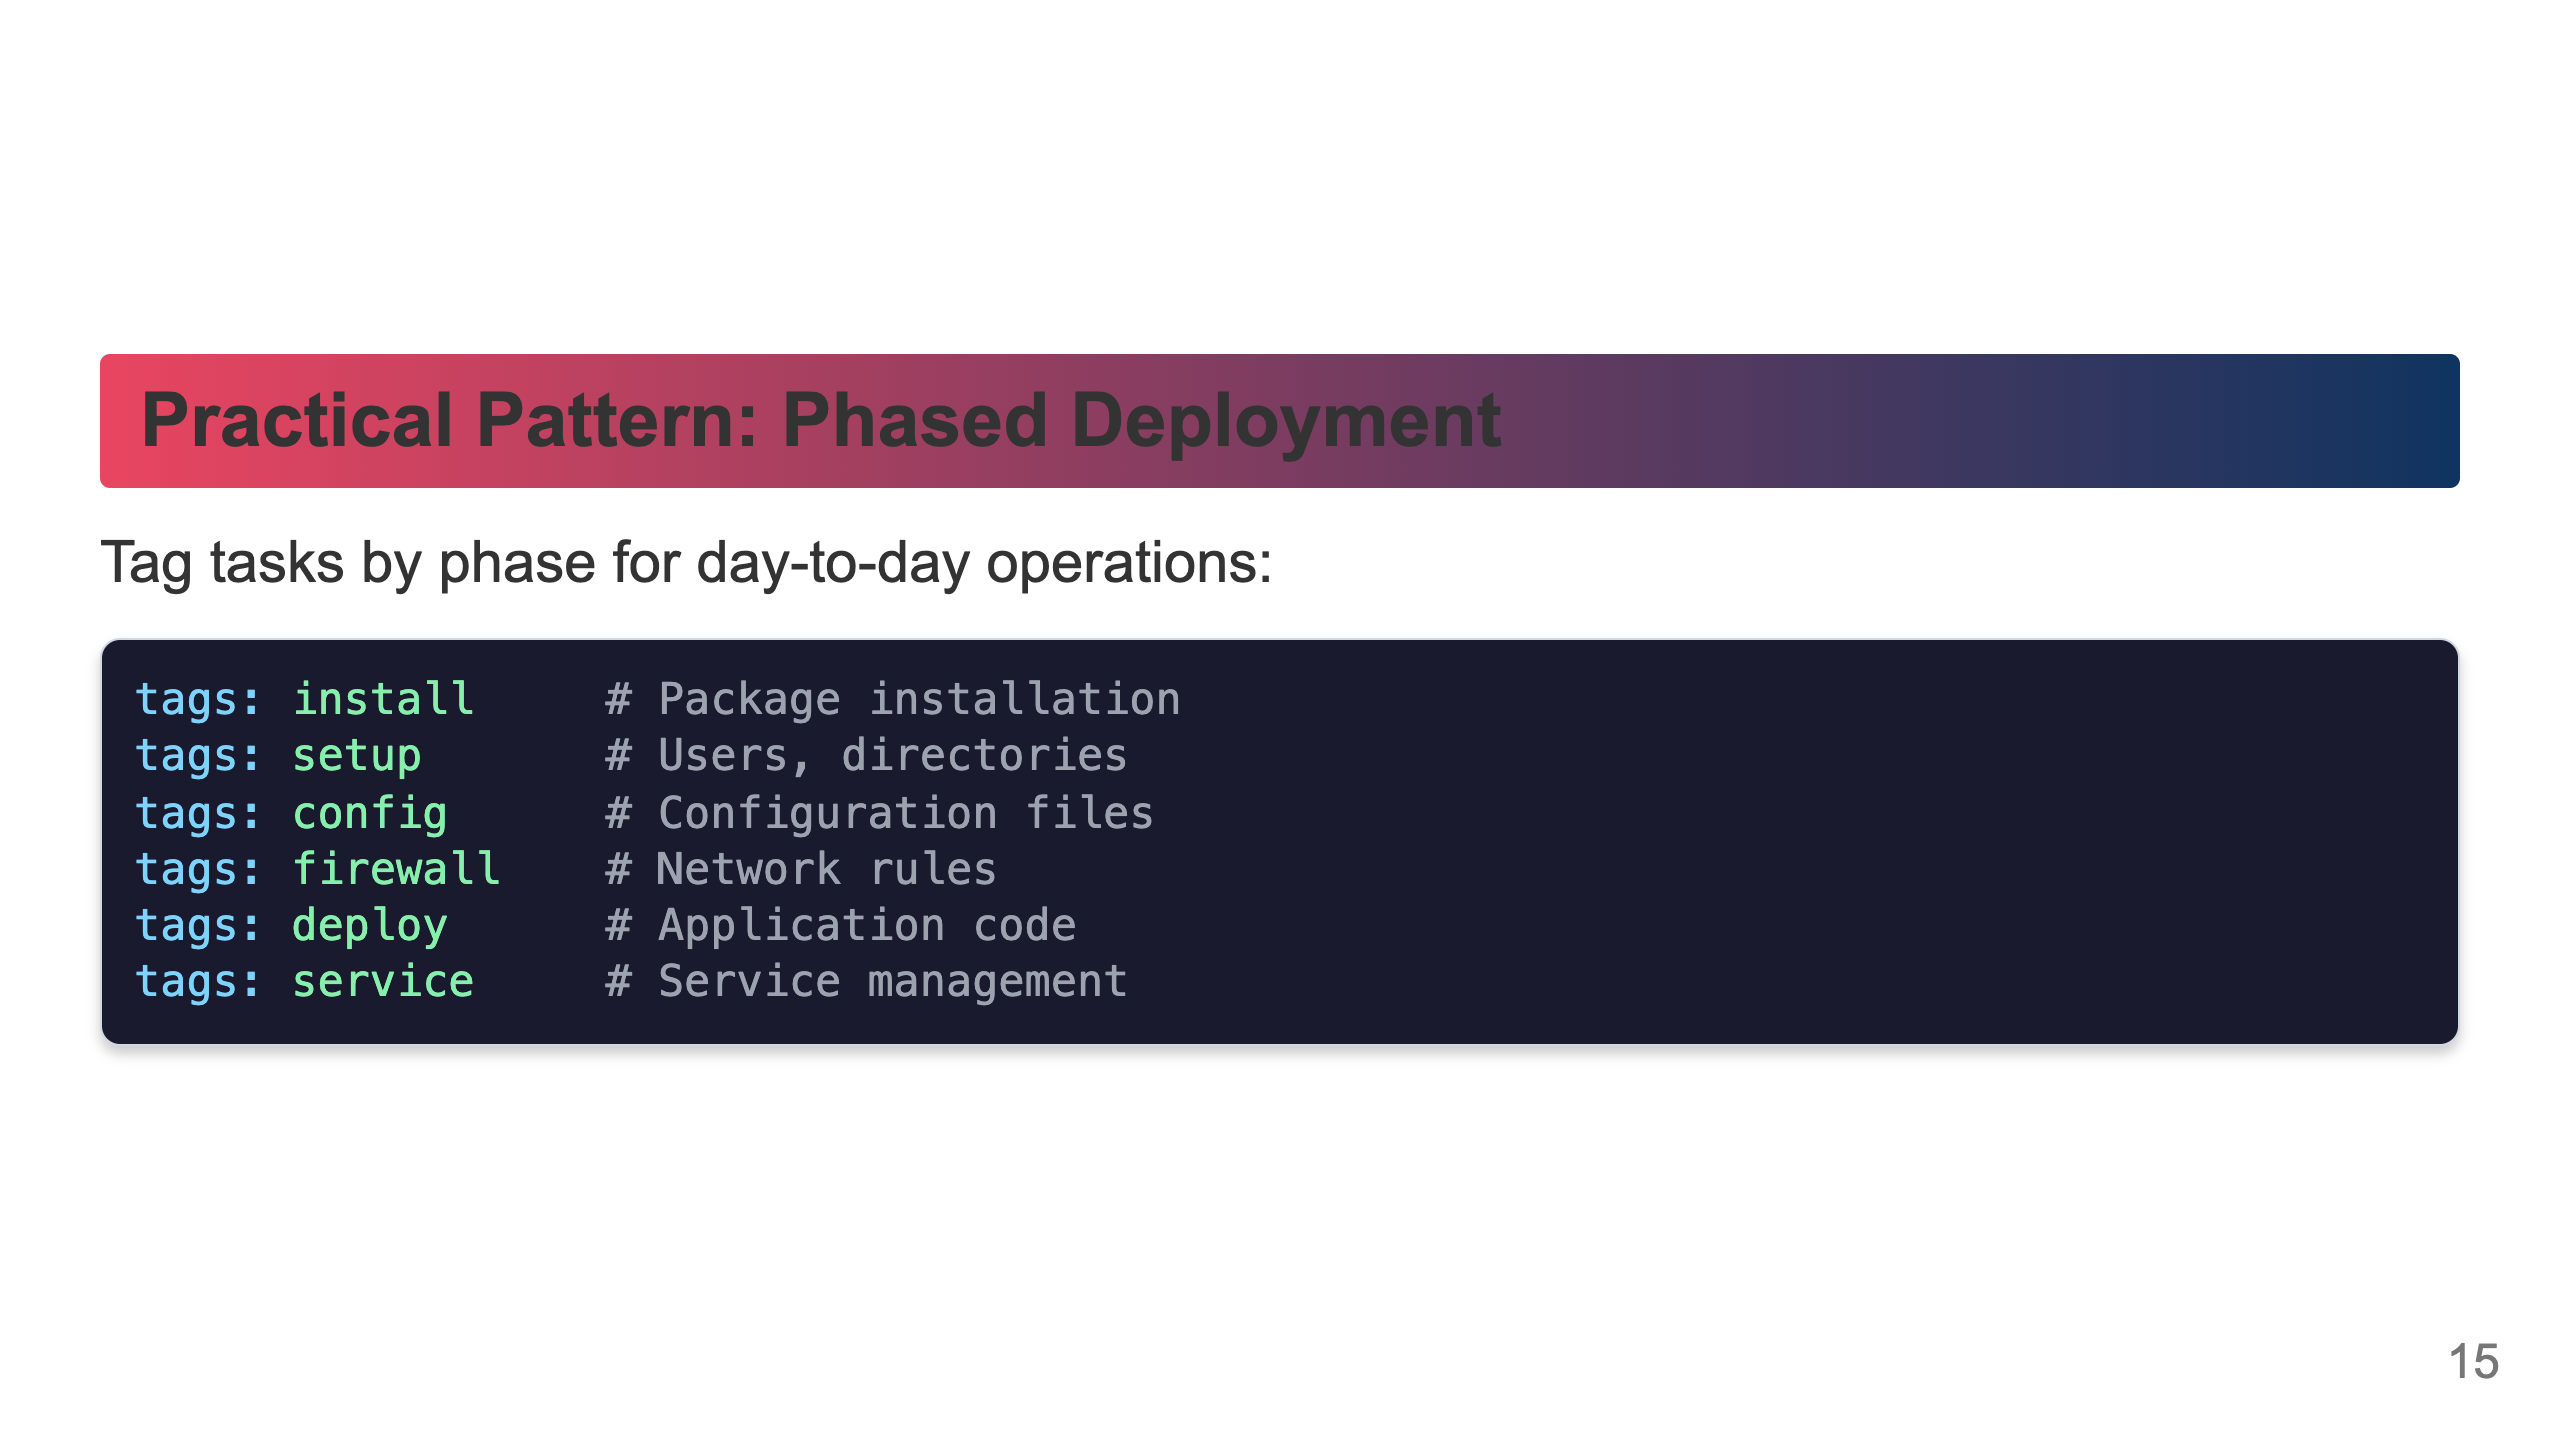 Practical Pattern: Phased Deployment
Tag tasks by phase for day-to-day operations:
tags: install     # Package installation
tags: setup       # Users, directories
tags: config      # Configuration files
tags: firewall    # Network rules
tags: deploy      # Application code
tags: service     # Service management
15